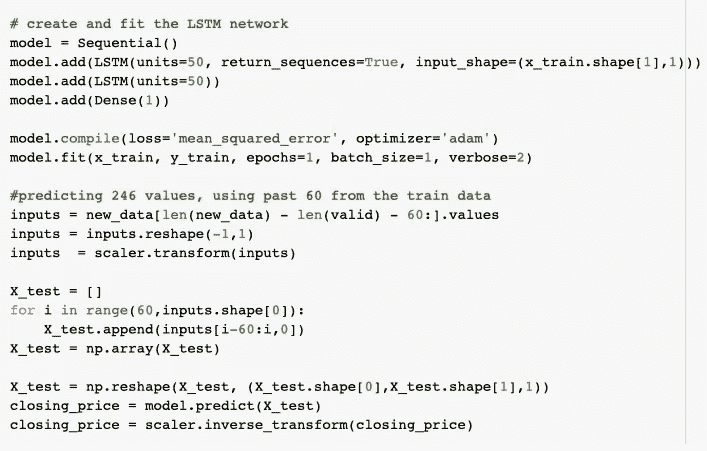 # create and fit the LSTM network
model = Sequential()
model.add(LSTM(units=50, return_sequences=True, input_shape=(x_train.shape[1],1)))
model.add(LSTM(units=50))
model.add(Dense(1))
model.compile(loss='mean_squared_error', optimizer='adam')
model.fit(x_train, y_train, epochs=1, batch_size=1, verbose=2)
#predicting 246 values, using past 60 from the train data
inputs = new_data[len(new_data) - len(valid) - 60:].values
inputs = inputs.reshape(-1,1)
inputs  = scaler.transform(inputs)
X_test = []
for i in range(60,inputs.shape[0]):
    X_test.append(inputs[i-60:i,0])
X_test = np.array(X_test)
X_test = np.reshape(X_test, (X_test.shape[0],X_test.shape[1],1))
closing_price = model.predict(X_test)
closing_price = scaler.inverse_transform(closing_price)